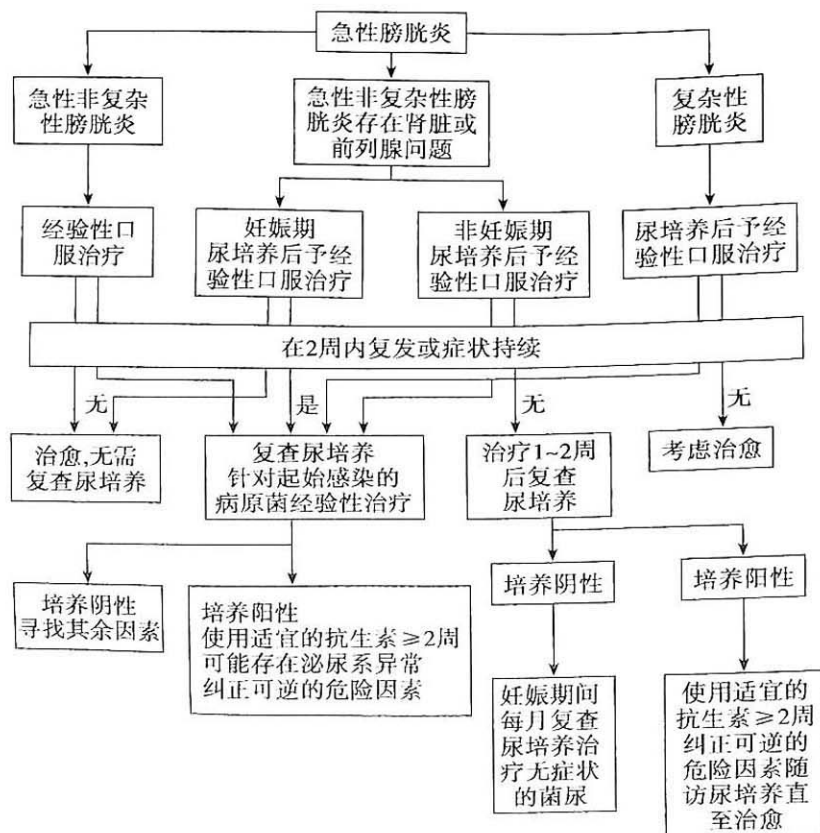 急性膀胱炎
急性非复杂
性膀胱炎
急性非复杂性膀
胱炎存在肾脏或
前列腺问题
复杂性
膀胱炎
经验性口
服治疗
妊娠期
尿培养后予经
验性口服治疗
非妊娠期
尿培养后予经
验性口服治疗
尿培养后予经
验性口服治疗
在2周内复发或症状持续
无
是
无
无
治愈,无需
复查尿培养
复查尿培养
针对起始感染的
病原菌经验性治疗
治疗1~2周
后复查
尿培养
考虑治愈
培养阴性
寻找其余因素
培养阳性
使用适宜的抗生素≥2周
可能存在泌尿系异常
纠正可逆的危险因素
培养阴性
培养阳性
妊娠期间
每月复查
尿培养治
疗无症状
的菌尿
使用适宜的
抗生素≥2周
纠正可逆的
危险因素随
访尿培养直
至治愈